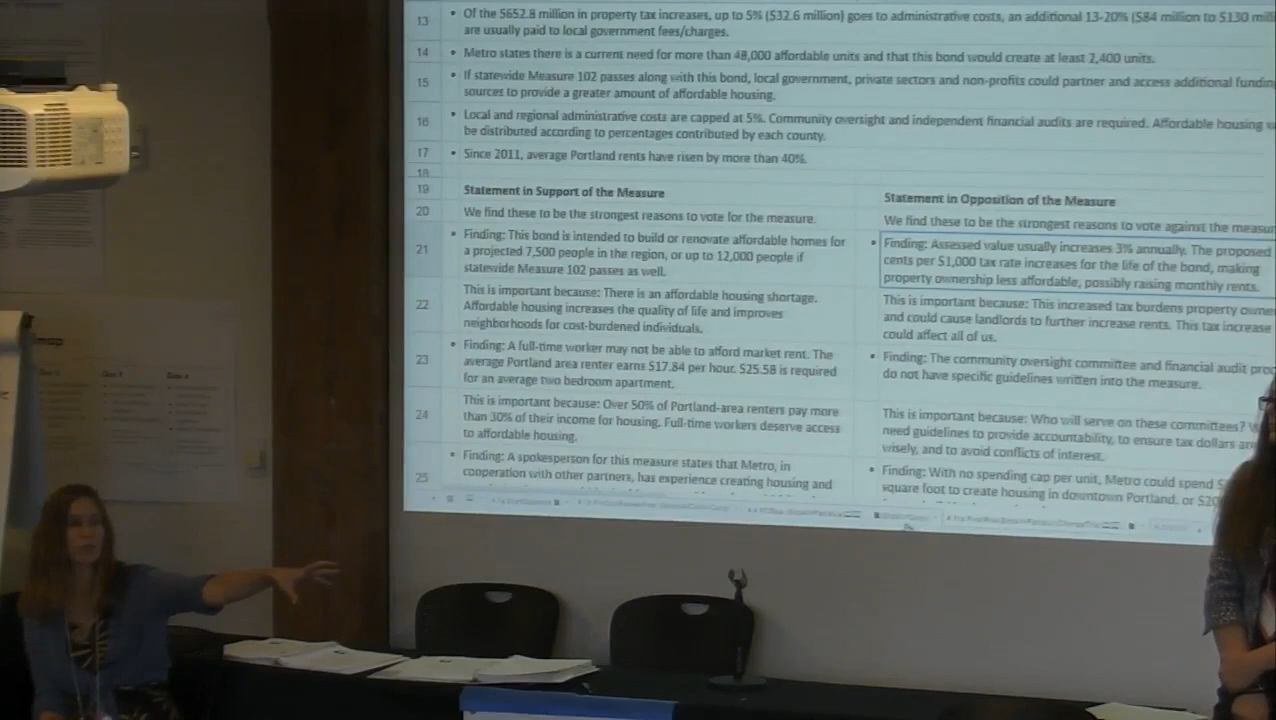 13 • Of the $652.8 million in property tax increases, up to 5% ($32.6 million) goes to administrative costs, an additional 13-20% ($84 million to $130
are usually paid to local government fees/charges.
14 • Metro states there is a current need for more than 48,000 affordable units and that this bond would create at least 2,400 units.
15 • If statewide Measure 102 passes along with this bond, local government, private sectors and non-profits could partner and access additional
sources to provide a greater amount of affordable housing.
16 • Local and regional administrative costs are capped at 5%. Community oversight and independent financial audits are required. Affordable housing
be distributed according to percentages contributed by each county.
17 • Since 2011, average Portland rents have risen by more than 40%.
18
19 Statement in Support of the Measure
20 We find these to be the strongest reasons to vote for the measure.
21 • Finding: This bond is intended to build or renovate affordable homes for
a projected 7,500 people in the region, or up to 12,000 people if
statewide Measure 102 passes as well.
22 This is important because: There is an affordable housing shortage.
Affordable housing increases the quality of life and improves
neighborhoods for cost-burdened individuals.
23 • Finding: A full-time worker may not be able to afford market rent. The
average Portland area renter earns $17.84 per hour. $25.58 is required
for an average two bedroom apartment.
24 This is important because: Over 50% of Portland-area renters pay more
than 30% of their income for housing. Full-time workers deserve access
to affordable housing.
25 • Finding: A spokesperson for this measure states that Metro, in
cooperation with other partners, has experience creating housing and
Statement in Opposition of the Measure
We find these to be the strongest reasons to vote against the
• Finding: Assessed value usually increases 3% annually. The proposed
cents per $1,000 tax rate increases for the life of the bond, making
property ownership less affordable, possibly raising monthly rents.
This is important because: This increased tax burdens property
and could cause landlords to further increase rents. This tax increase
could affect all of us.
• Finding: The community oversight committee and financial audit
do not have specific guidelines written into the measure.
This is important because: Who will serve on these committees?
need guidelines to provide accountability, to ensure tax dollars
wisely, and to avoid conflicts of interest.
• Finding: With no spending cap per unit, Metro could spend
square foot to create housing in downtown Portland, or